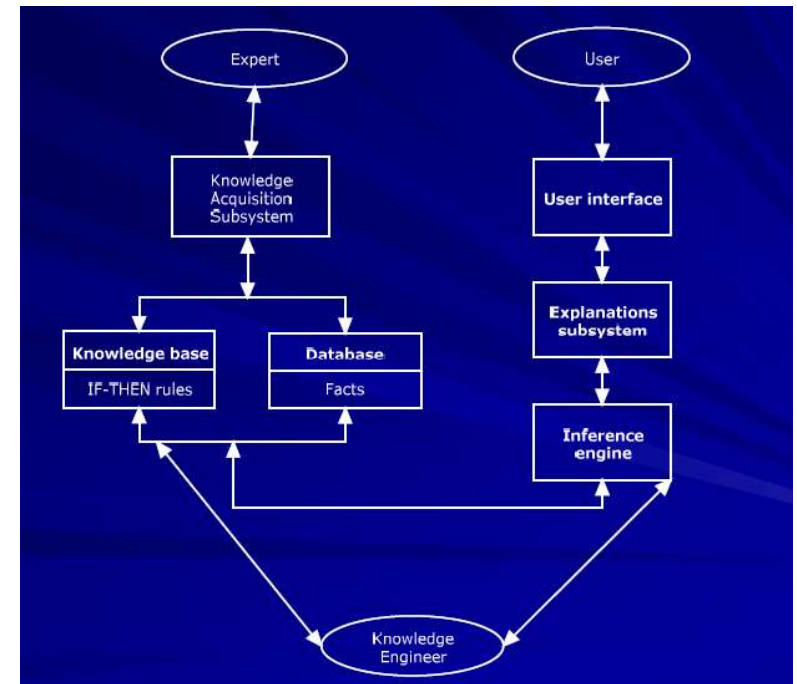 Expert
User
Knowledge
Acquisition
Subsystem
User interface
Explanations
subsystem
Knowledge base
IF-THEN rules
Database
Facts
Inference
engine
Knowledge
Engineer